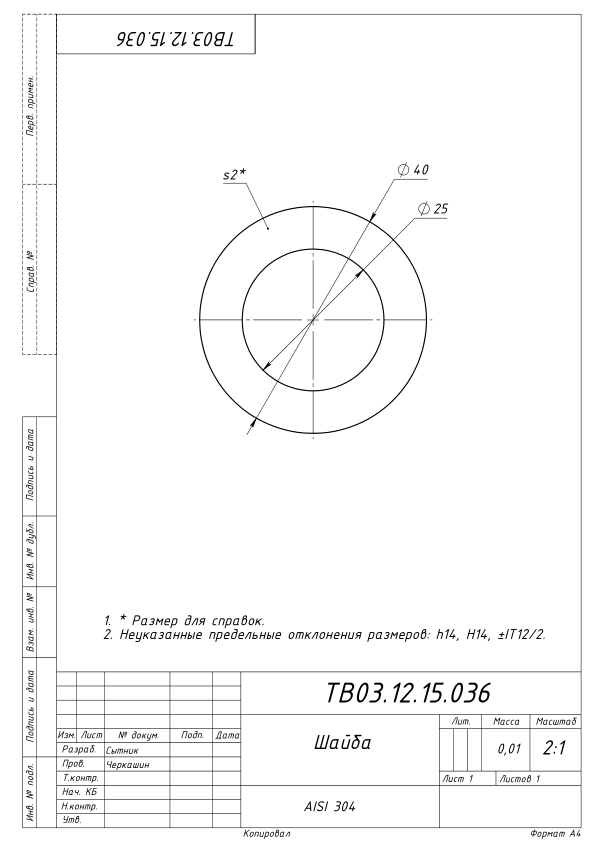 ТВ03.12.15.036
Перв. примен.
Справ. №
Подпись и дата
Инв. № дубл.
Взам. инв. №
Подпись и дата
Инв. № подл.
s2*
∅ 40
∅ 25
1. * Размер для справок.
2. Неуказанные предельные отклонения размеров: h14, H14, ±IT12/2.
ТВ03.12.15.036
Изм. Лист № докум. Подп. Дата
Разраб. Сытник
Пров. Черкашин
Т.контр.
Нач. КБ
Н.контр.
Утв.
Шайба
Лит. Масса Масштаб
0,01 2:1
Лист 1 Листов 1
AISI 304
Копировал Формат А4